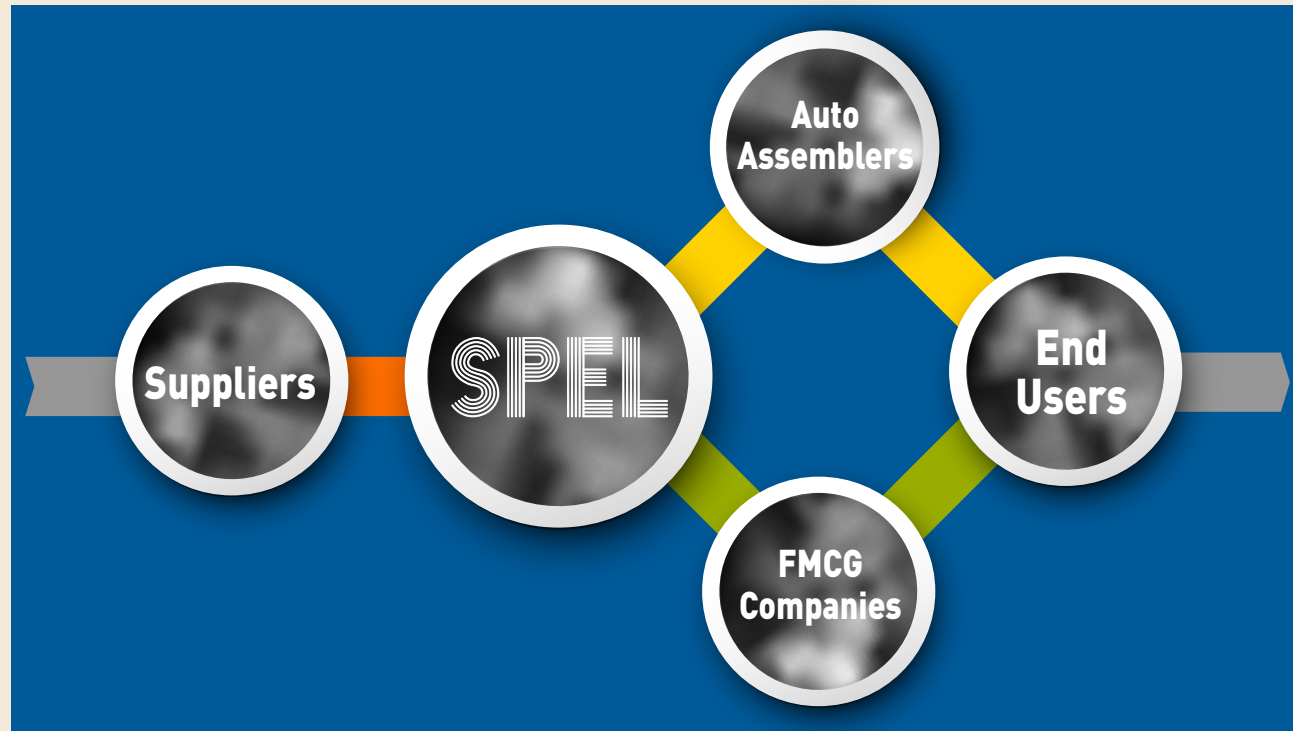 Suppliers
SPEL
Auto
Assemblers
FMCG
Companies
End
Users